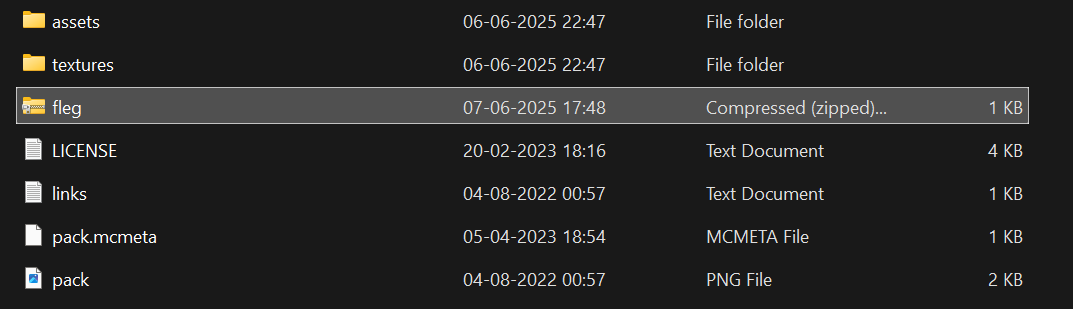 assets 06-06-2025 22:47 File folder
textures 06-06-2025 22:47 File folder
fleg 07-06-2025 17:48 Compressed (zipped)... 1 KB
LICENSE 20-02-2023 18:16 Text Document 4 KB
links 04-08-2022 00:57 Text Document 1 KB
pack.mcmeta 05-04-2023 18:54 MCMETA File 1 KB
pack 04-08-2022 00:57 PNG File 2 KB